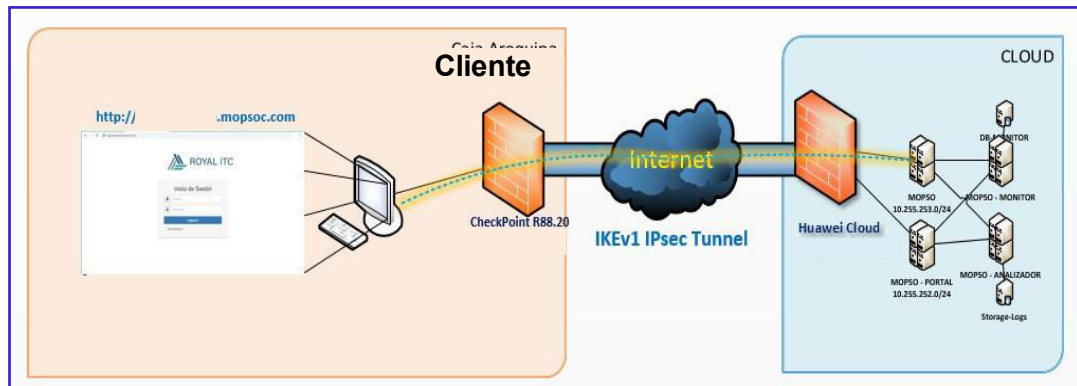 Cliente
CLOUD
http://
.mopsoc.com
ROYAL ITC
Inicio de Sesión
Internet
CheckPoint R88.20
IKEv1 IPsec Tunnel
Huawei Cloud
DB-MONITOR
MOPSO
10.255.253.0/24
MOPSO - MONITOR
MOPSO - PORTAL
10.255.252.0/24
MOPSO - ANALIZADOR
Storage-Logs